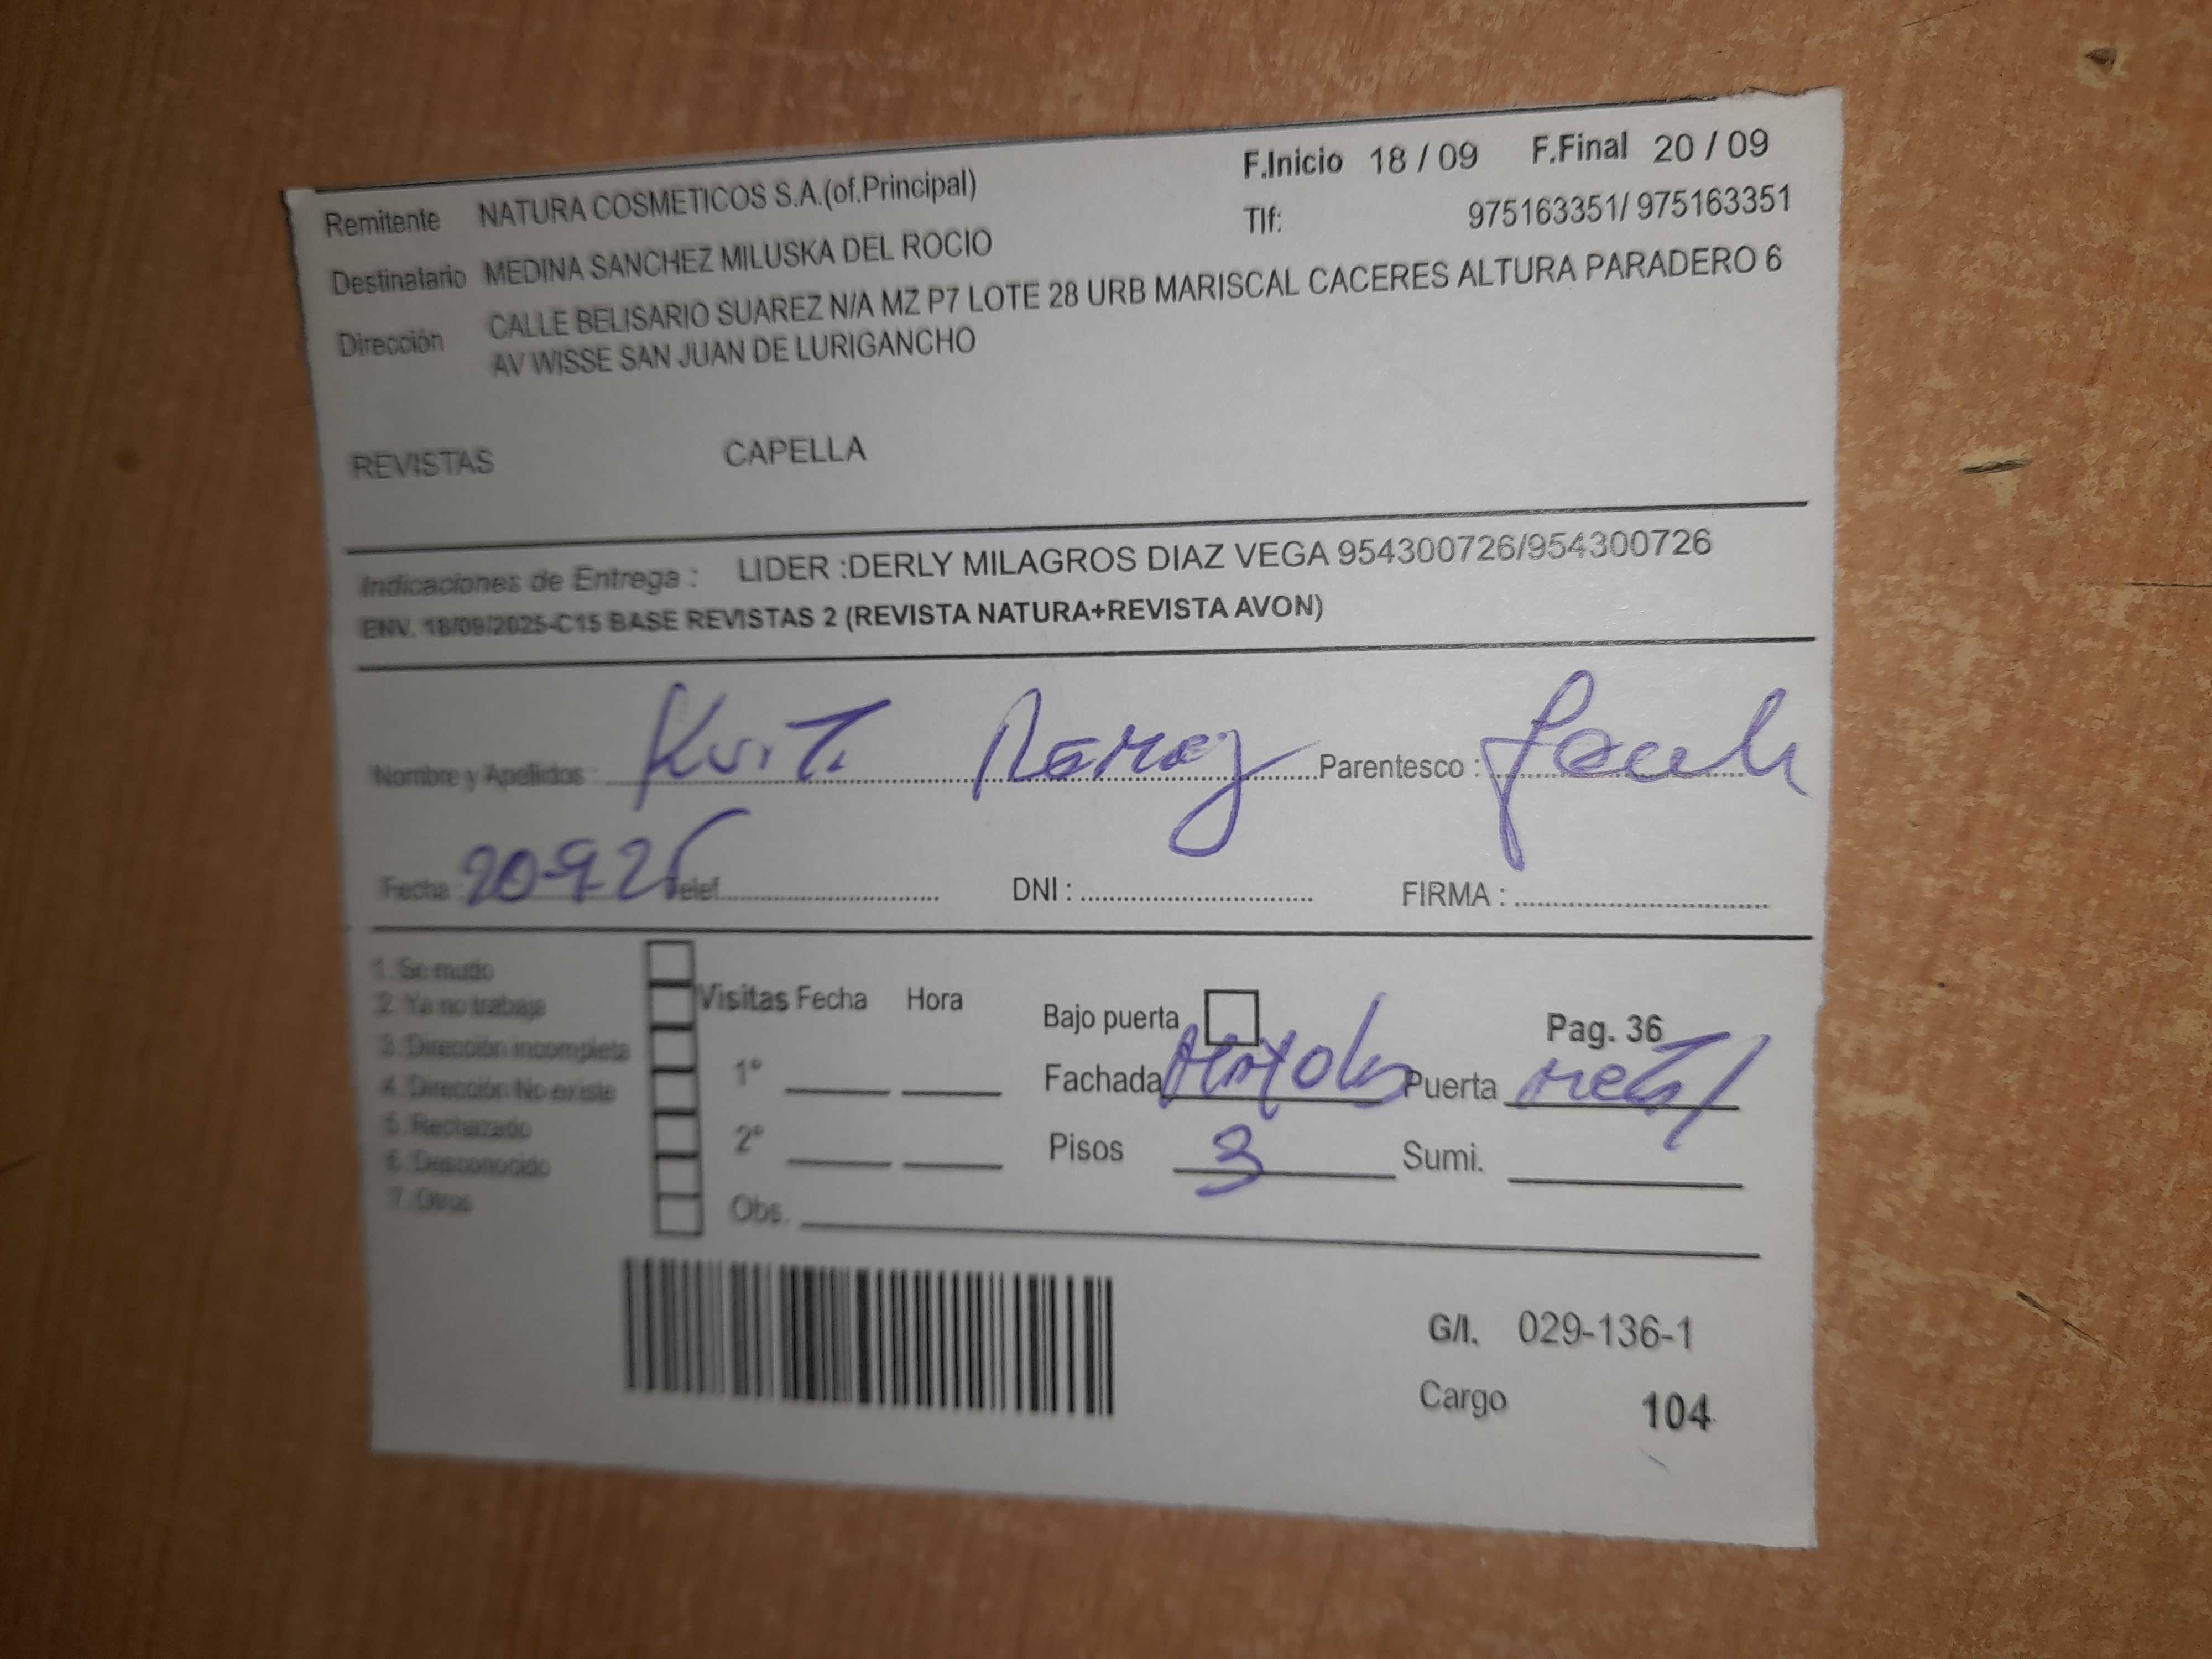 F.Inicio 18 / 09 F.Final 20 / 09
Remitente NATURA COSMETICOS S.A.(of.Principal)
Tlf: 975163351/ 975163351
Destinatario MEDINA SANCHEZ MILUSKA DEL ROCIO
Dirección CALLE BELISARIO SUAREZ N/A MZ P7 LOTE 28 URB MARISCAL CACERES ALTURA PARADERO 6
AV WISSE SAN JUAN DE LURIGANCHO
REVISTAS CAPELLA
Indicaciones de Entrega : LIDER :DERLY MILAGROS DIAZ VEGA 954300726/954300726
ENV. 18/09/2025-C15 BASE REVISTAS 2 (REVISTA NATURA+REVISTA AVON)
Nombre y Apellidos : Parentesco :
Fecha : 20-9-25 Telef. DNI : FIRMA :
1. Se mudo
2. Ya no trabaja
3. Dirección incompleta
4. Dirección No existe
5. Rechazado
6. Desconocido
7. Otros
Visitas Fecha Hora
1°
2°
Obs.
Bajo puerta Pag. 36
Fachada Puerta metal
Pisos 3 Sumi.
G/I. 029-136-1
Cargo 104